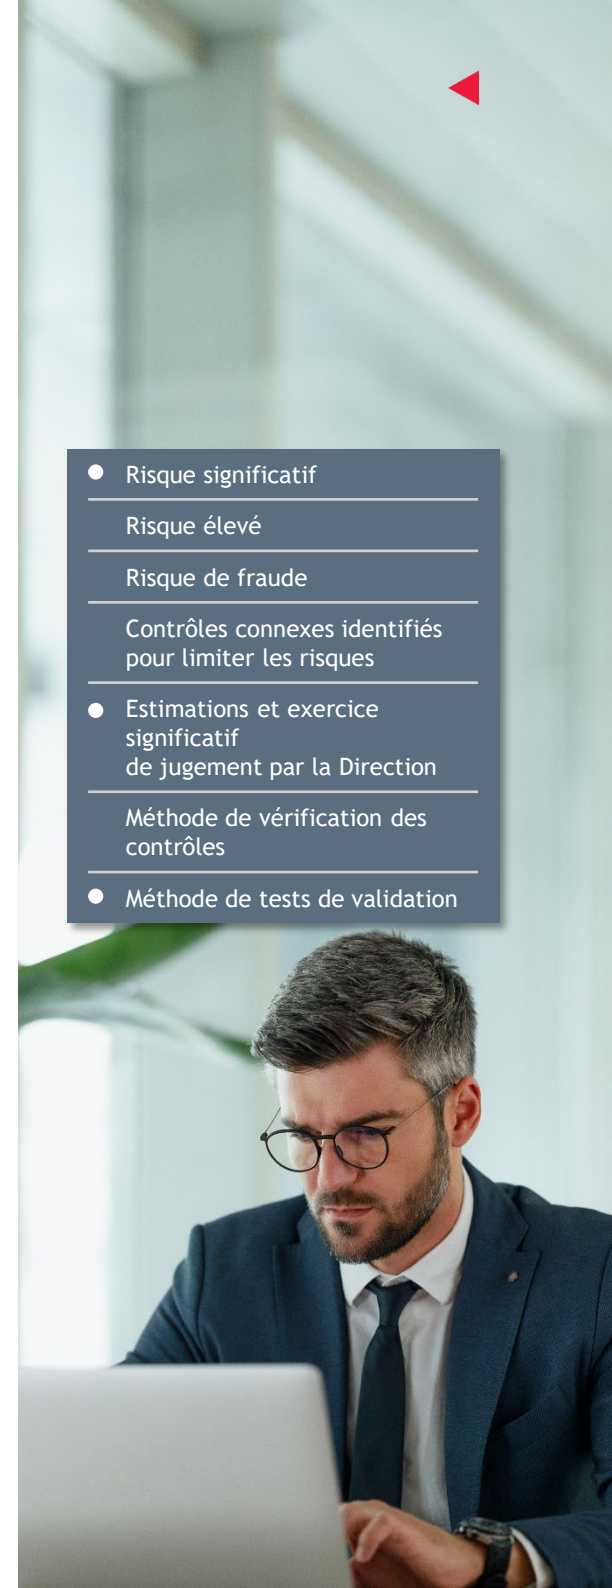 Risque significatif
Risque élevé
Risque de fraude
Contrôles connexes identifiés
pour limiter les risques
Estimations et exercice
significatif
de jugement par la Direction
Méthode de vérification des
contrôles
Méthode de tests de validation